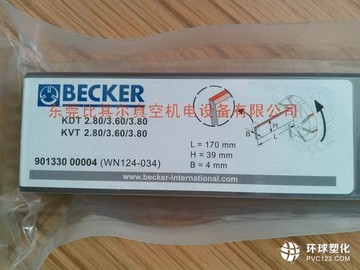 BECKER
KDT 2.80/3.60/3.80
KVT 2.80/3.60/3.80
东莞比其尔真空机电设备有限公司
B
H
L
L = 170 mm
H = 39 mm
B = 4 mm
901330 00004 (WN124-034)
www.becker-international.com
环球塑化
PVC123.COM